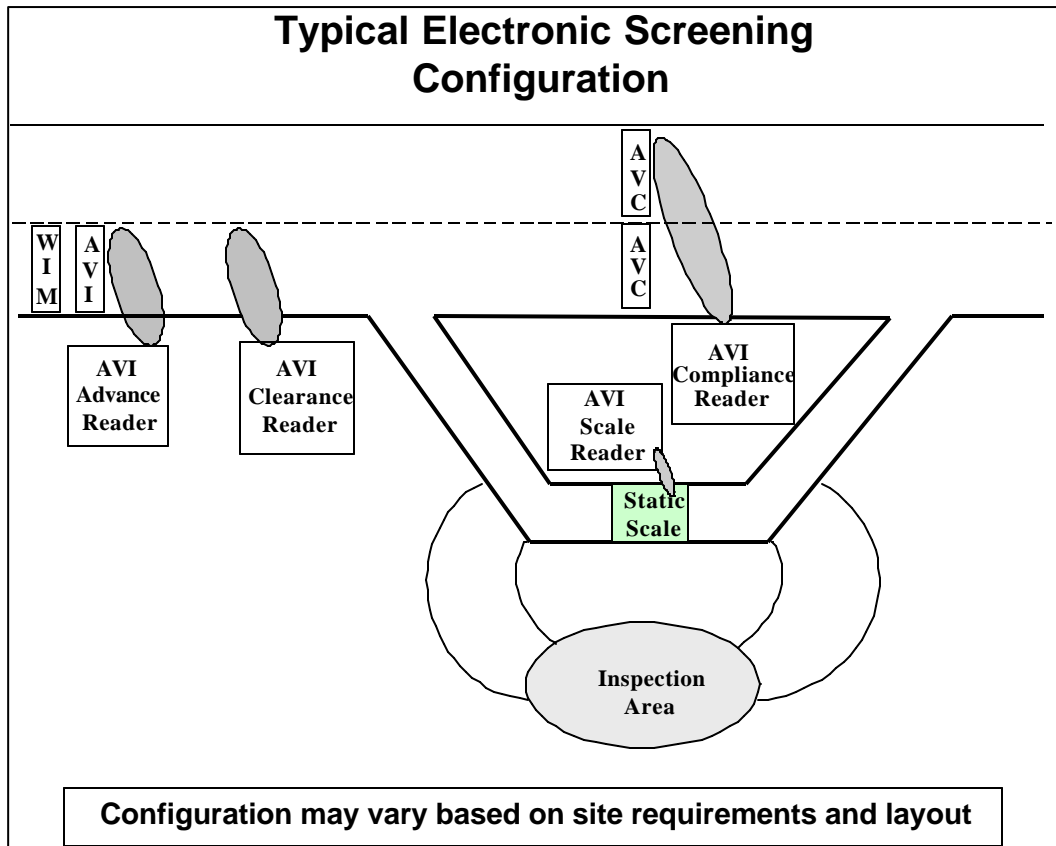 Typical Electronic Screening
Configuration
A
V
C
A
V
C
W
I
M
A
V
I
AVI
Advance
Reader
AVI
Clearance
Reader
AVI
Compliance
Reader
AVI
Scale
Reader
Static
Scale
Inspection
Area
Configuration may vary based on site requirements and layout